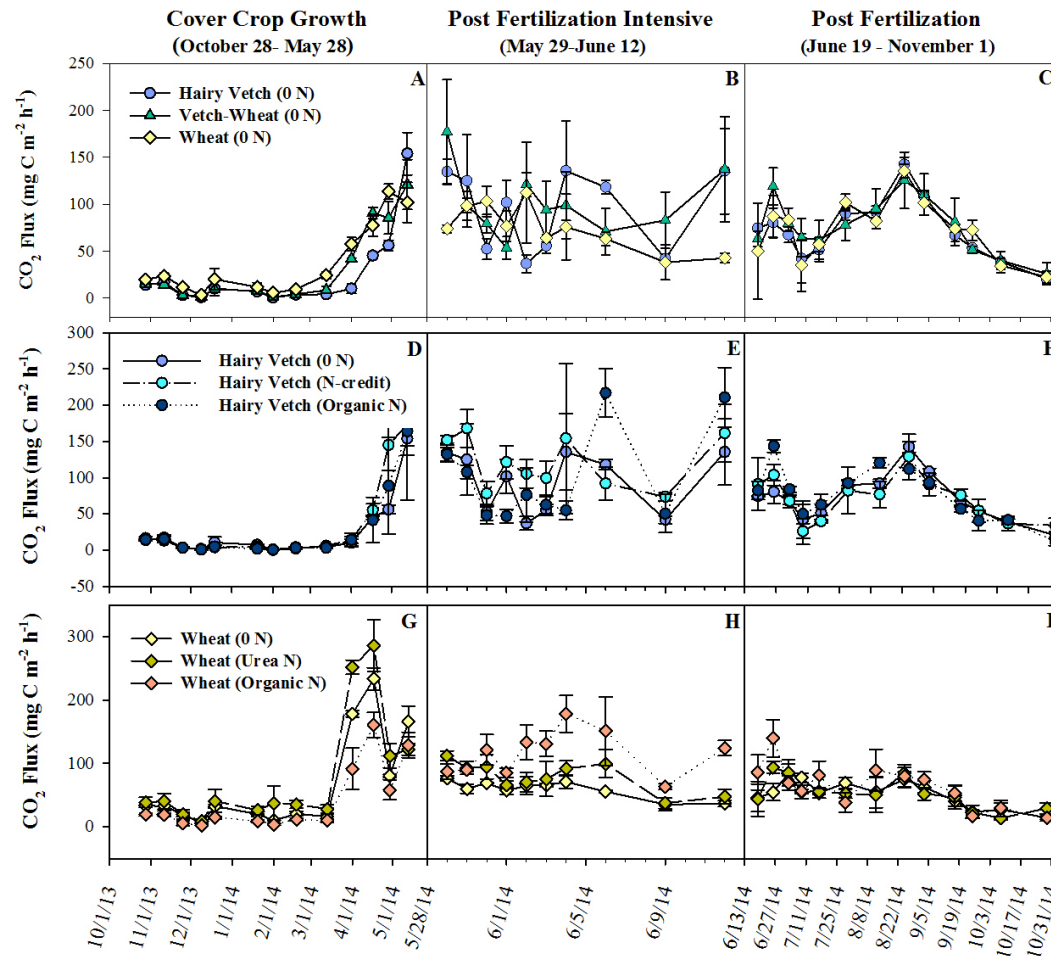 Cover Crop Growth
(October 28- May 28)
Post Fertilization Intensive
(May 29-June 12)
Post Fertilization
(June 19 - November 1)
CO2 Flux (mg C m-2 h-1)
250
200
150
100
50
0
A
Hairy Vetch (0 N)
Vetch-Wheat (0 N)
Wheat (0 N)
B
C
CO2 Flux (mg C m-2 h-1)
300
250
200
150
100
50
0
-50
D
Hairy Vetch (0 N)
Hairy Vetch (N-credit)
Hairy Vetch (Organic N)
E
CO2 Flux (mg C m-2 h-1)
300
200
100
0
G
Wheat (0 N)
Wheat (Urea N)
Wheat (Organic N)
H
10/1/13
11/1/13
12/1/13
1/1/14
2/1/14
3/1/14
4/1/14
5/1/14
5/28/14
6/1/14
6/5/14
6/9/14
6/13/14
6/27/14
7/11/14
7/25/14
8/8/14
8/22/14
9/5/14
9/19/14
10/3/14
10/17/14
10/31/14